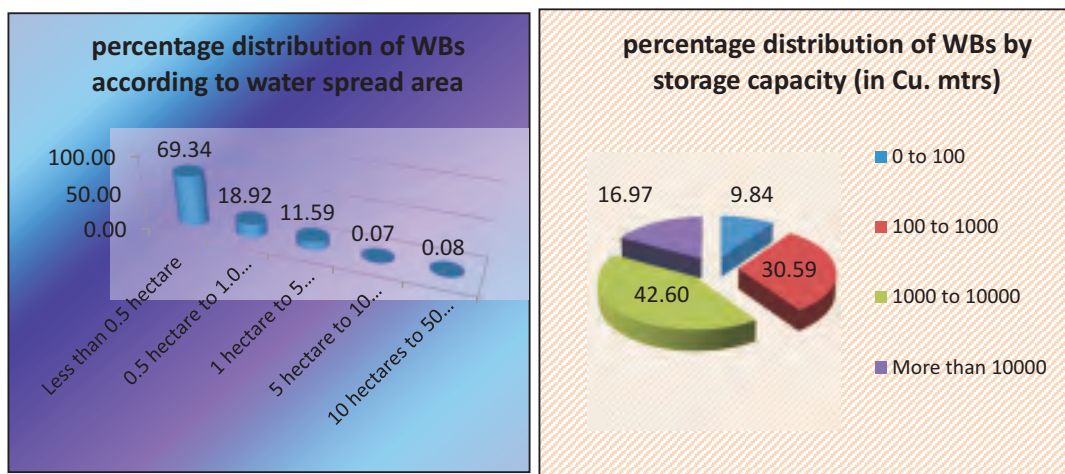 percentage distribution of WBs
according to water spread area
100.00
50.00
0.00
69.34
18.92
11.59
0.07
0.08
Less than 0.5 hectare
0.5 hectare to 1.0...
1 hectare to 5...
5 hectare to 10...
10 hectares to 50...
percentage distribution of WBs by
storage capacity (in Cu. mtrs)
16.97
9.84
30.59
42.60
0 to 100
100 to 1000
1000 to 10000
More than 10000